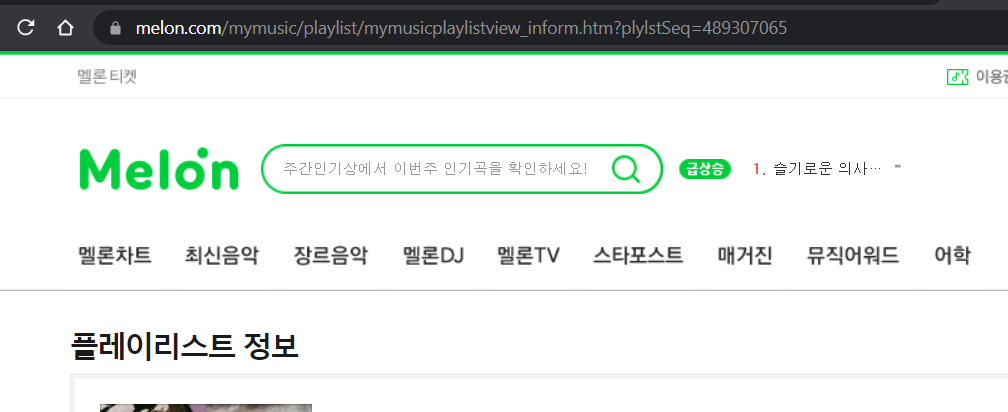 melon.com/mymusic/playlist/mymusicplaylistview_inform.htm?plylstSeq=489307065
멜론 티켓
이용권
Melon
주간인기상에서 이번주 인기곡을 확인하세요!
급상승
1. 슬기로운 의사… -
멜론차트 최신음악 장르음악 멜론DJ 멜론TV 스타포스트 매거진 뮤직어워드 어학
플레이리스트 정보